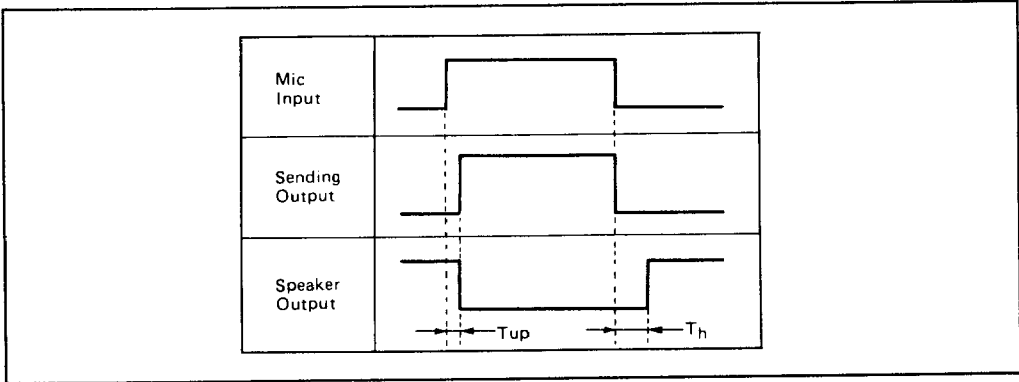 Mic
Input
Sending
Output
Speaker
Output
Tup
Th